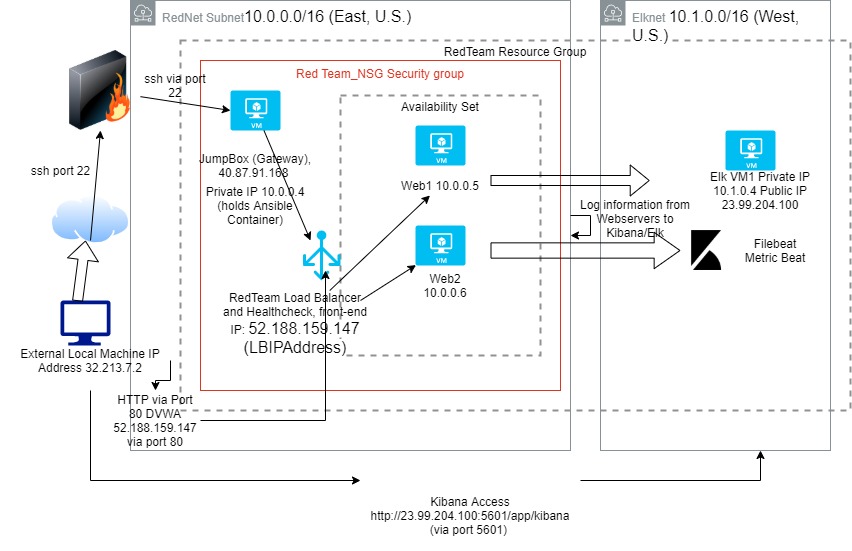 RedNet Subnet10.0.0.0/16 (East, U.S.)
Elknet 10.1.0.0/16 (West,
U.S.)
RedTeam Resource Group
Red Team_NSG Security group
ssh via port
22
VM
Availability Set
VM
VM
JumpBox (Gateway),
40.87.91.168
Private IP 10.0.0.4
(holds Ansible
Container)
Web1 10.0.0.5
Elk VM1 Private IP
10.1.0.4 Public IP
23.99.204.100
ssh port 22
Log information from
Webservers to
Kibana/Elk
VM
Web2
10.0.0.6
Filebeat
Metric Beat
RedTeam Load Balancer
and Healthcheck, front-end
IP: 52.188.159.147
(LBIPAddress)
External Local Machine IP
Address 32.213.7.2
HTTP via Port
80 DVWA
52.188.159.147
via port 80
Kibana Access
http://23.99.204.100:5601/app/kibana
(via port 5601)